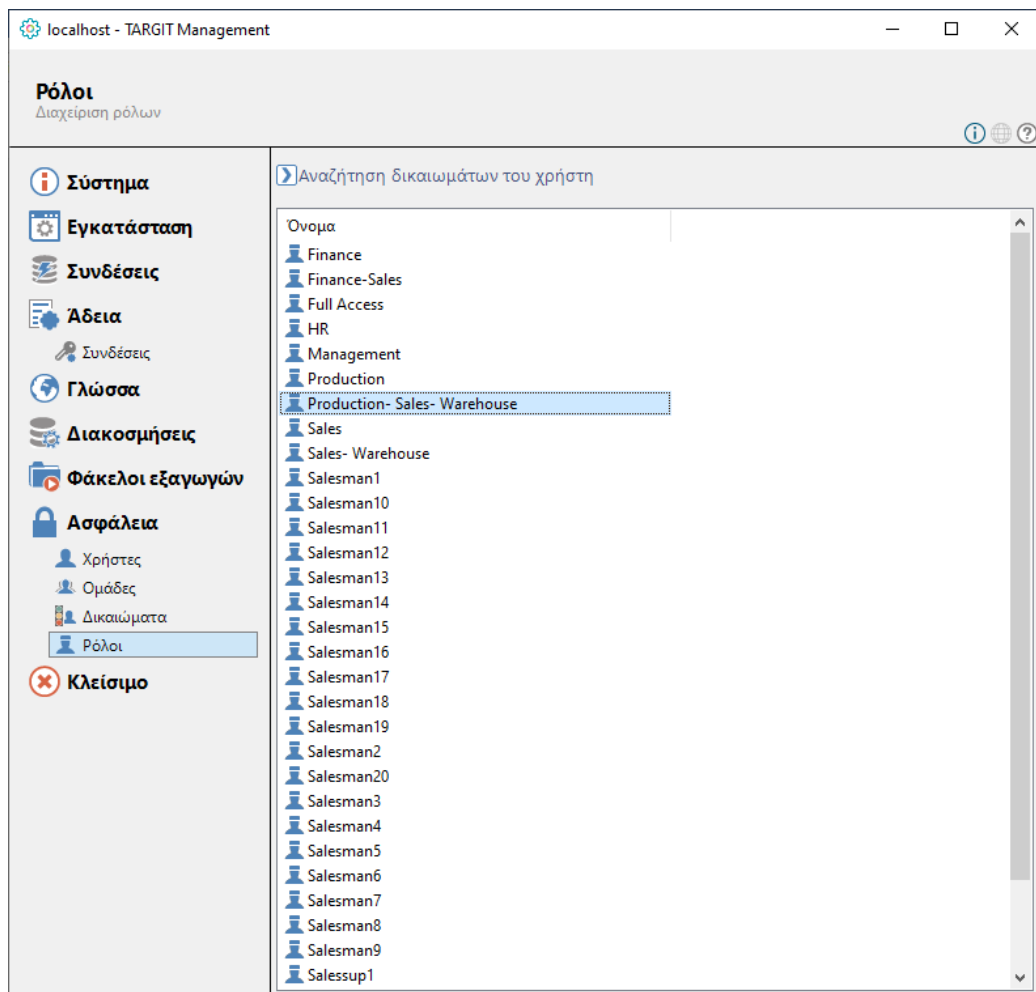 localhost - TARGIT Management
Ρόλοι
Διαχείριση ρόλων
Σύστημα
Εγκατάσταση
Συνδέσεις
Άδεια
Συνδέσεις
Γλώσσα
Διακοσμήσεις
Φάκελοι εξαγωγών
Ασφάλεια
Χρήστες
Ομάδες
Δικαιώματα
Ρόλοι
Κλείσιμο
Αναζήτηση δικαιωμάτων του χρήστη
Όνομα
Finance
Finance-Sales
Full Access
HR
Management
Production
Production- Sales- Warehouse
Sales
Sales- Warehouse
Salesman1
Salesman10
Salesman11
Salesman12
Salesman13
Salesman14
Salesman15
Salesman16
Salesman17
Salesman18
Salesman19
Salesman2
Salesman20
Salesman3
Salesman4
Salesman5
Salesman6
Salesman7
Salesman8
Salesman9
Salessup1